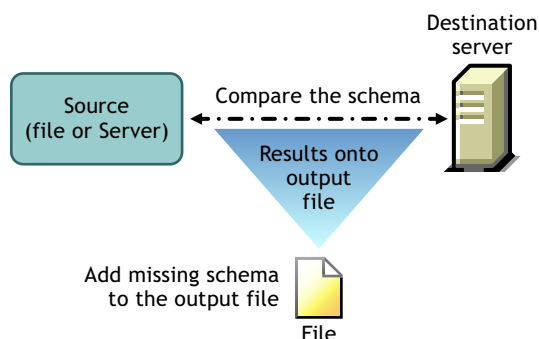 Destination
server
Source
(file or Server)
Compare the schema
Results onto
output
file
Add missing schema
to the output file
File